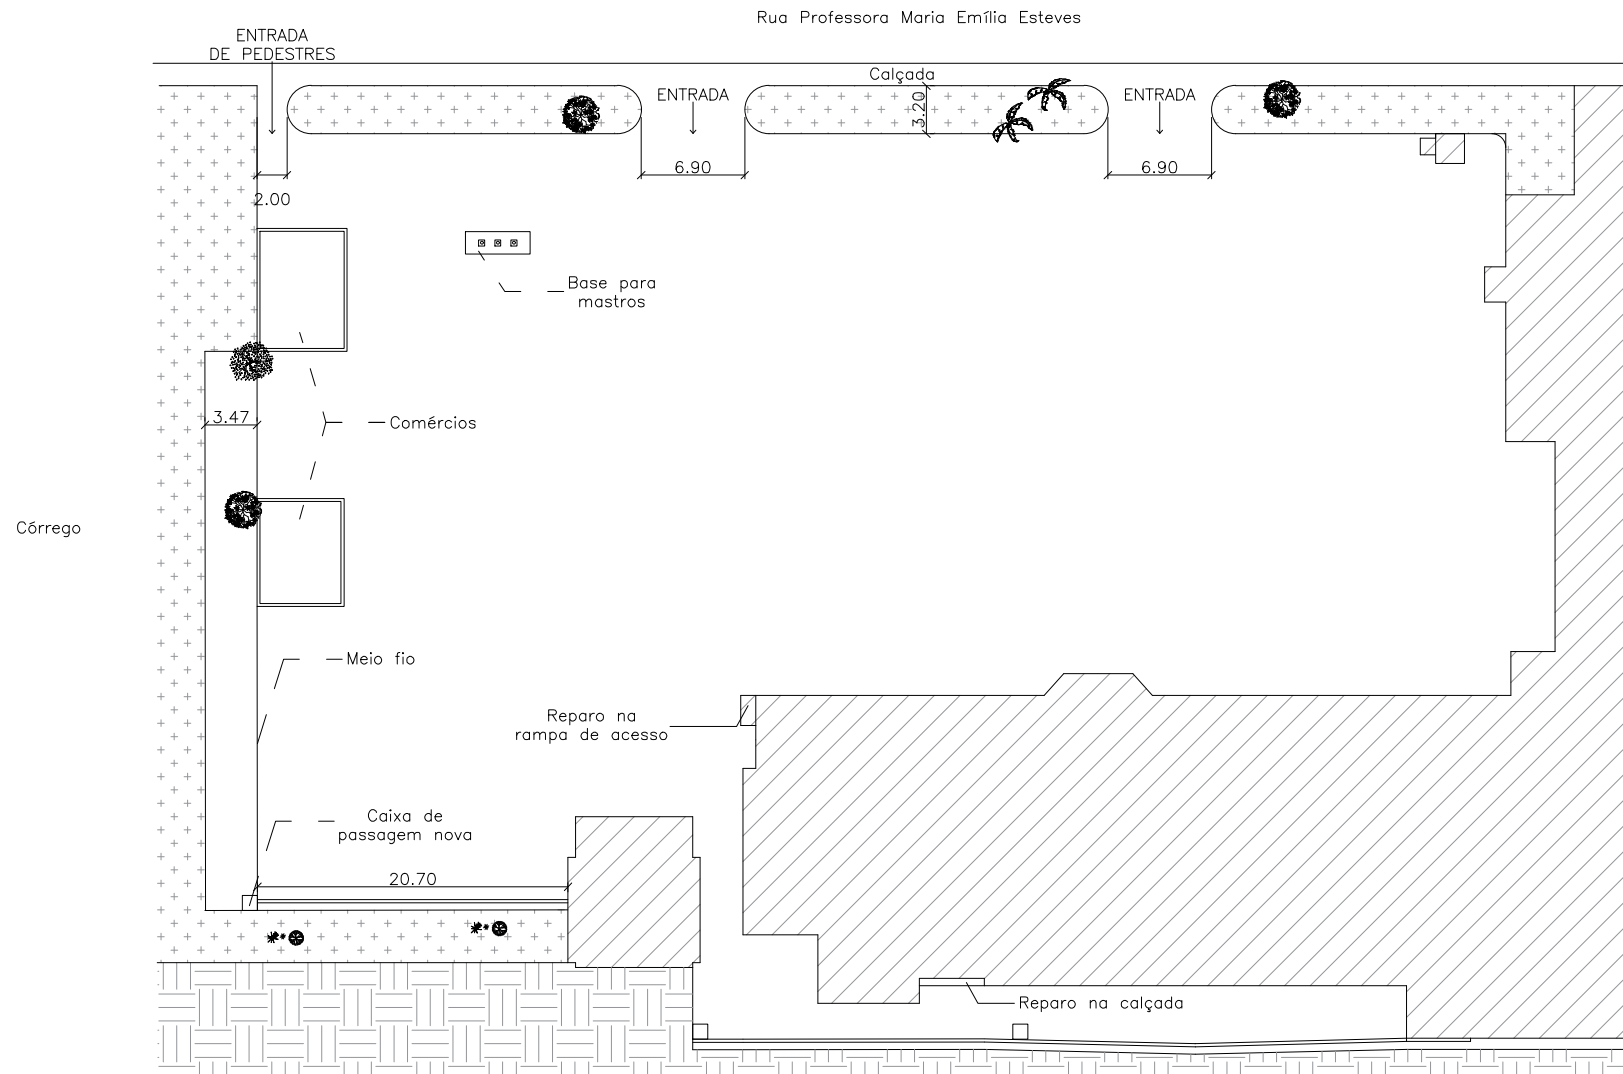 Rua Professora Maria Emília Esteves
ENTRADA
DE PEDESTRES
Calçada
ENTRADA
3.20
ENTRADA
6.90
6.90
2.00
Base para
mastros
3.47
Comércios
Córrego
Meio fio
Reparo na
rampa de acesso
Caixa de
passagem nova
20.70
Reparo na calçada